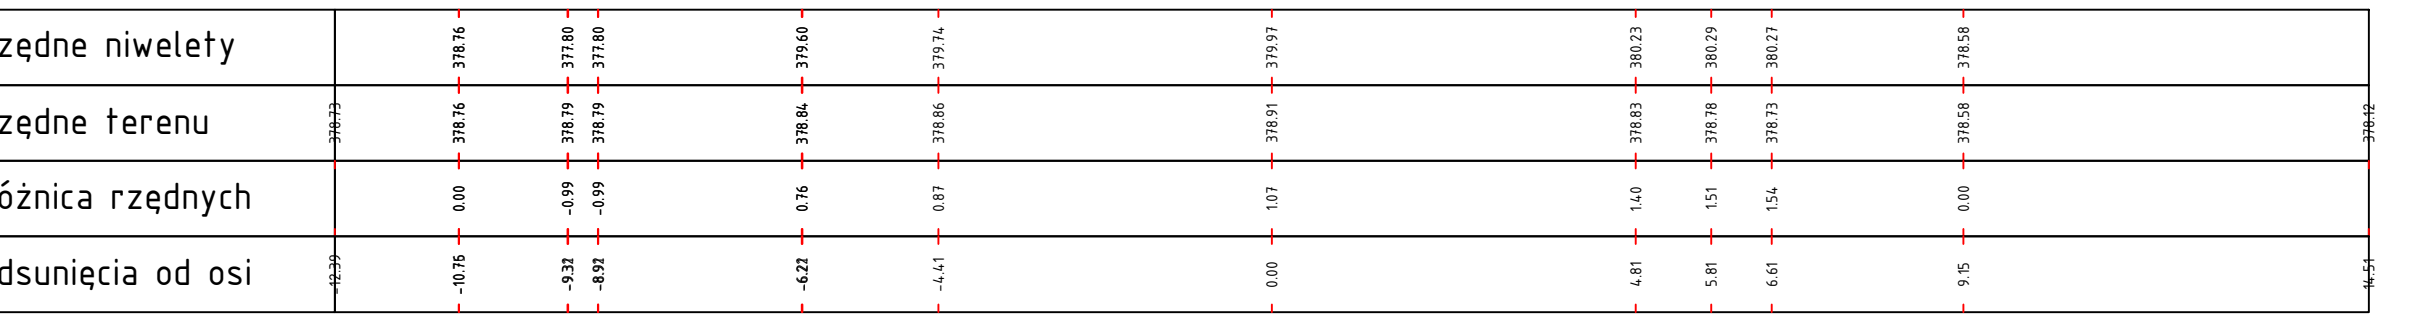 zędne niwelety 378.76 377.80 377.80 379.60 379.74 379.97 380.23 380.29 380.27 378.58
zędne terenu 378.73 378.76 378.79 378.79 378.84 378.86 378.91 378.83 378.78 378.73 378.58 378.12
óżnica rzędnych 0.00 -0.99 -0.99 0.76 0.87 1.07 1.40 1.51 1.54 0.00
dsunięcia od osi -12.39 -10.76 -9.32 -8.92 -6.22 -4.41 0.00 4.81 5.81 6.61 9.15 14.51